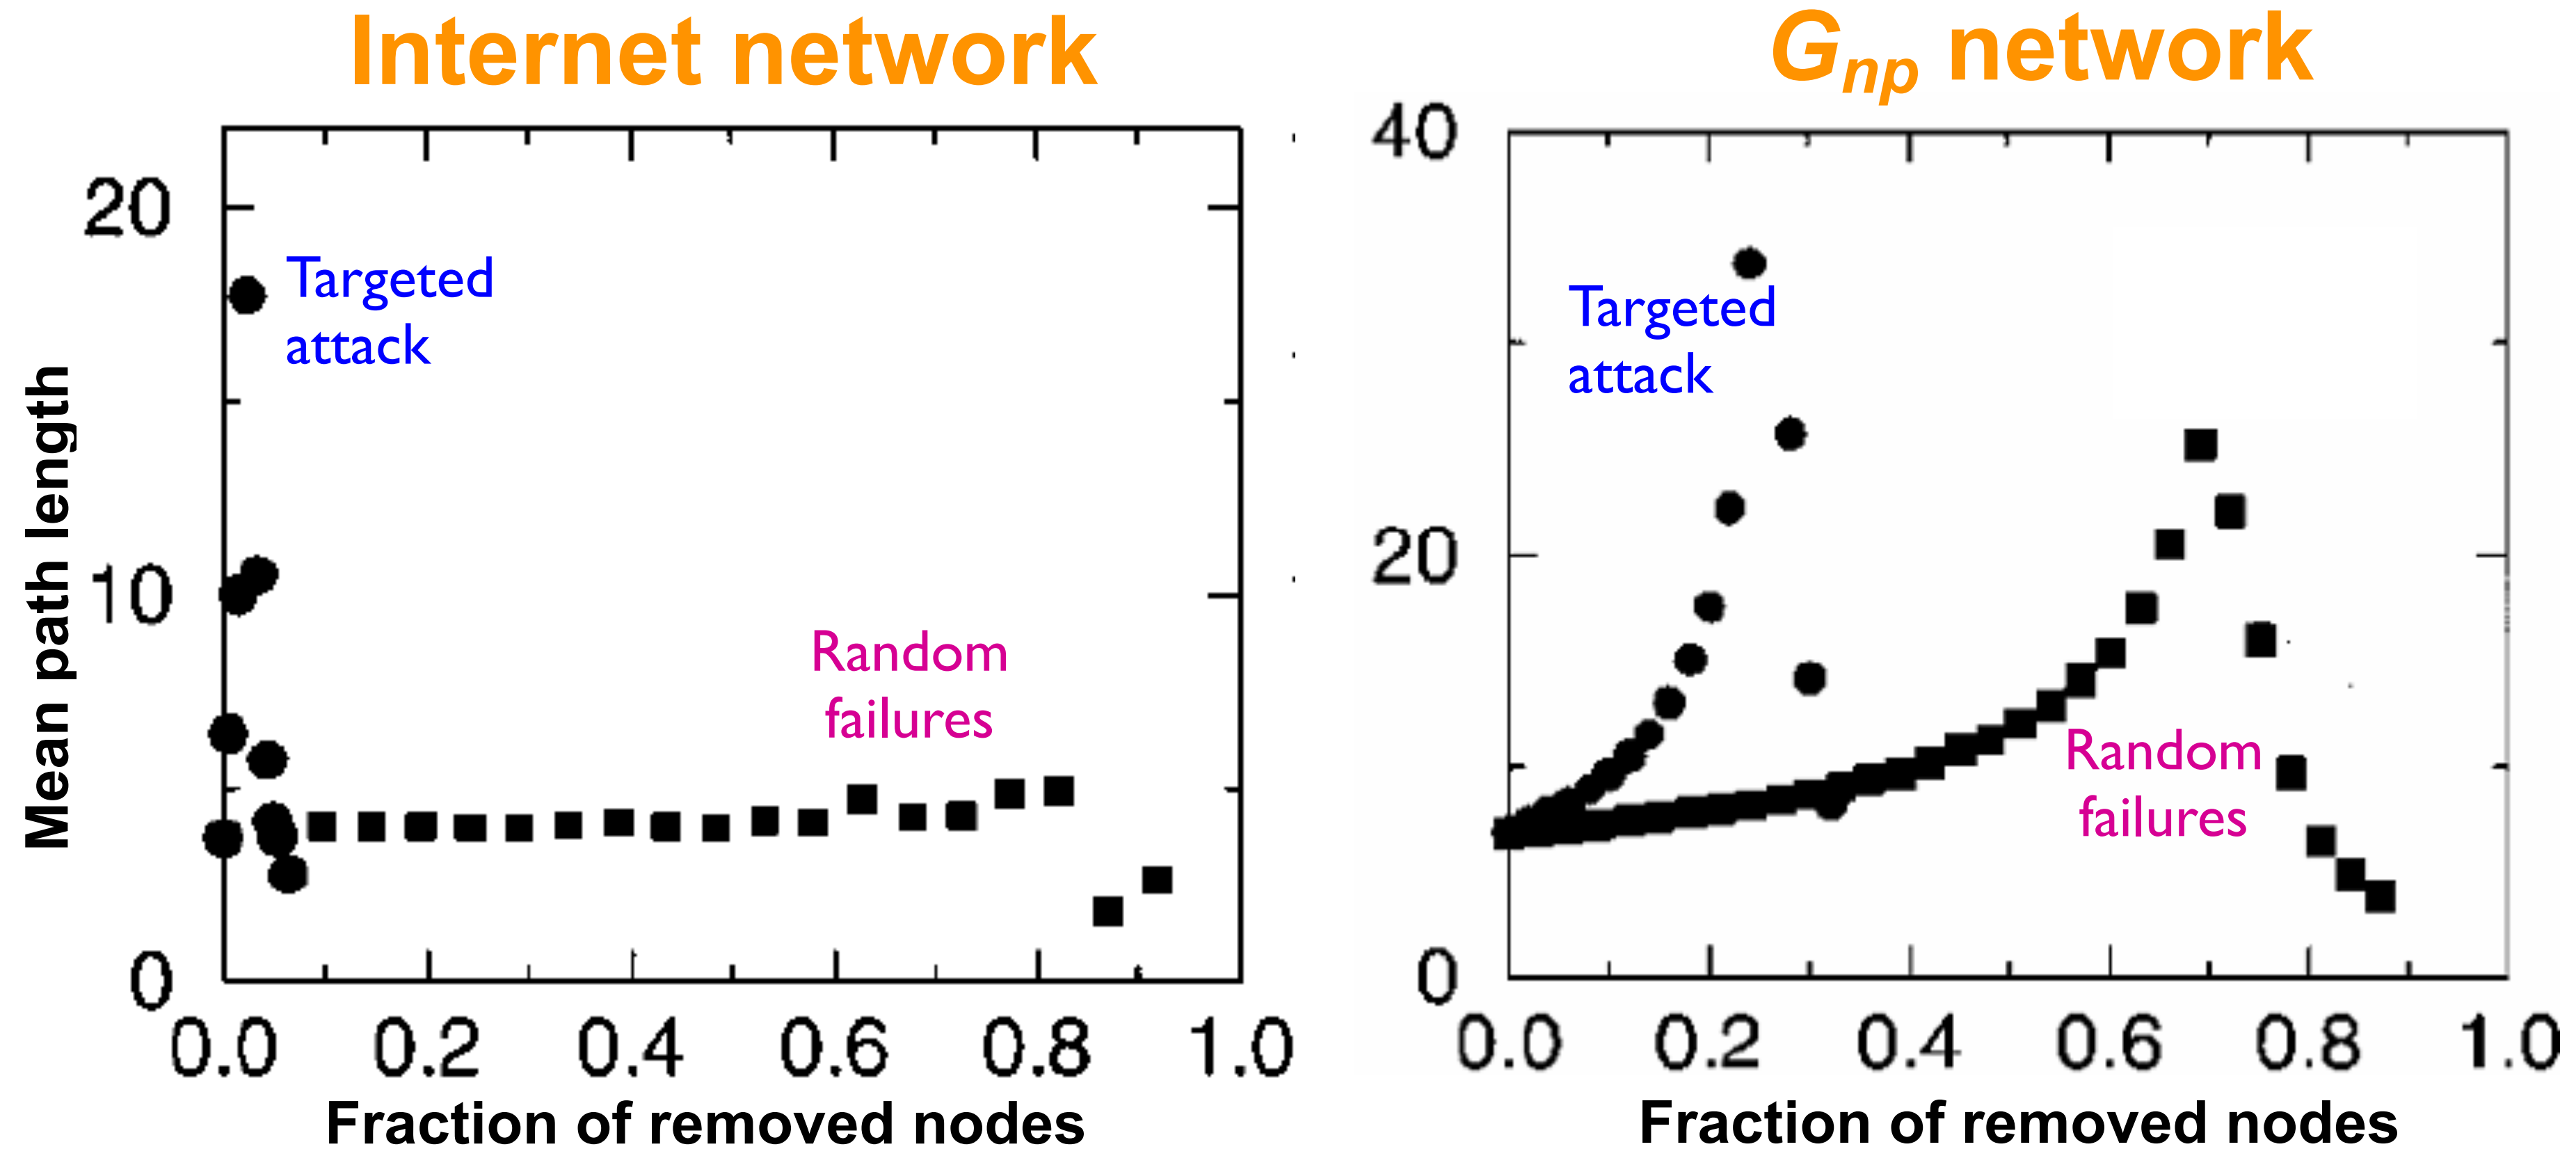 Internet network
20
10
0
Mean path length
Targeted
attack
Random
failures
0.0 0.2 0.4 0.6 0.8 1.0
Fraction of removed nodes
Gnp network
40
20
0
Targeted
attack
Random
failures
0.0 0.2 0.4 0.6 0.8 1.0
Fraction of removed nodes